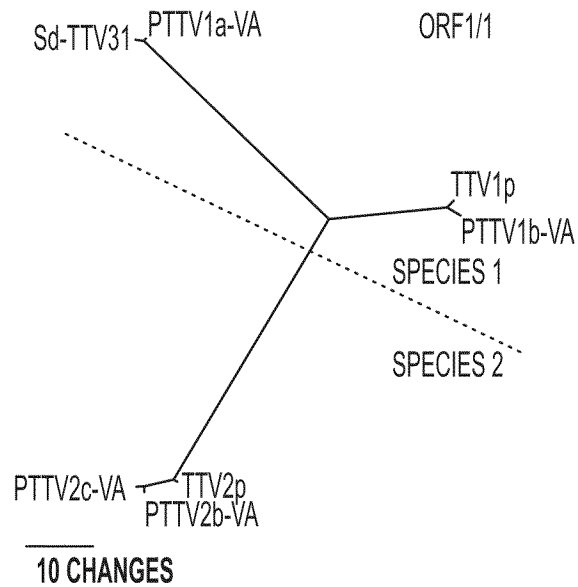 PTTV1a-VA
ORF1/1
Sd-TTV31
TTV1p
PTTV1b-VA
SPECIES 1
SPECIES 2
PTTV2c-VA
TTV2p
PTTV2b-VA
10 CHANGES